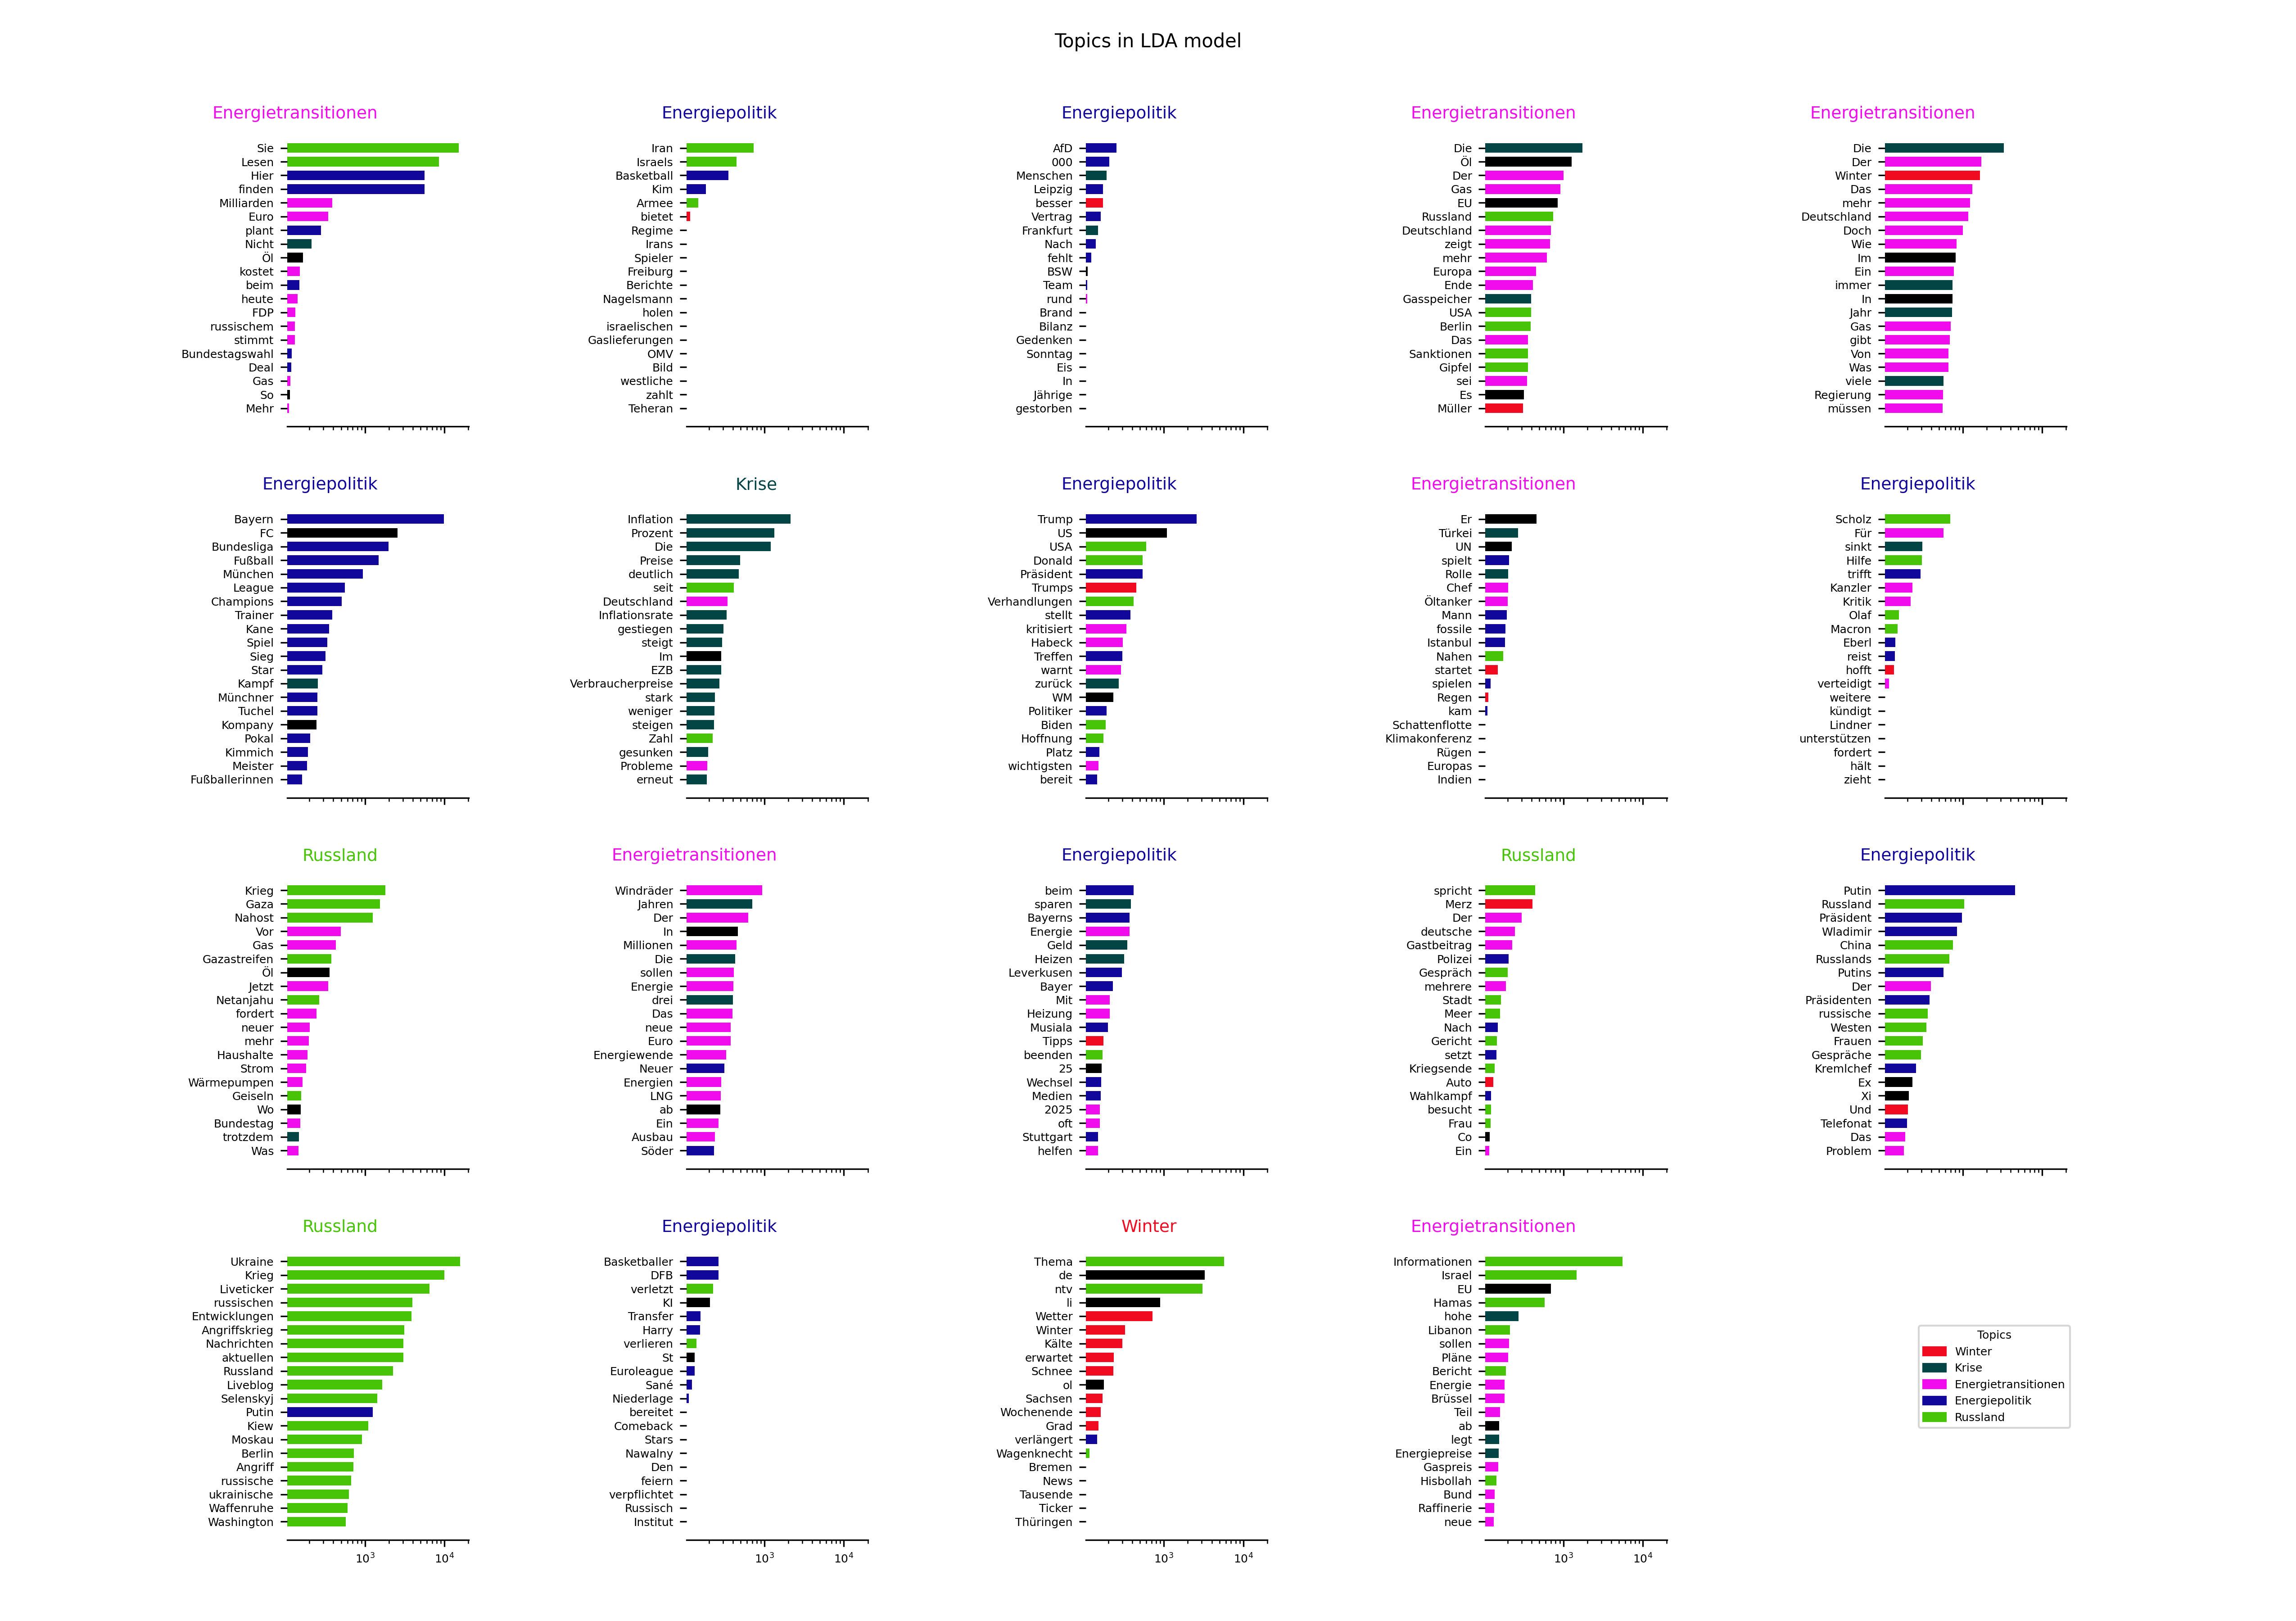 Topics in LDA model
Energietransitionen
Sie
Lesen
Hier
finden
Milliarden
Euro
plant
Nicht
Öl
kostet
beim
heute
FDP
russischem
stimmt
Bundestagswahl
Deal
Gas
So
Mehr
Energiepolitik
Iran
Israels
Basketball
Kim
Armee
bietet
Regime
Irans
Spieler
Freiburg
Berichte
Nagelsmann
holen
israelischen
Gaslieferungen
OMV
Bild
westliche
zahlt
Teheran
Energiepolitik
AfD
000
Menschen
Leipzig
besser
Vertrag
Frankfurt
Nach
fehlt
BSW
Team
rund
Brand
Bilanz
Gedenken
Sonntag
Eis
In
Jährige
gestorben
Energietransitionen
Die
Öl
Der
Gas
EU
Russland
Deutschland
zeigt
mehr
Europa
Ende
Gasspeicher
USA
Berlin
Das
Sanktionen
Gipfel
sei
Es
Müller
Energietransitionen
Die
Der
Winter
Das
mehr
Deutschland
Doch
Wie
Im
Ein
immer
In
Jahr
Gas
gibt
Von
Was
viele
Regierung
müssen
Energiepolitik
Bayern
FC
Bundesliga
Fußball
München
League
Champions
Trainer
Kane
Spiel
Sieg
Star
Kampf
Münchner
Tuchel
Kompany
Pokal
Kimmich
Meister
Fußballerinnen
Krise
Inflation
Prozent
Die
Preise
deutlich
seit
Deutschland
Inflationsrate
gestiegen
steigt
Im
EZB
Verbraucherpreise
stark
weniger
steigen
Zahl
gesunken
Probleme
erneut
Energiepolitik
Trump
US
USA
Donald
Präsident
Trumps
Verhandlungen
stellt
kritisiert
Habeck
Treffen
warnt
zurück
WM
Politiker
Biden
Hoffnung
Platz
wichtigsten
bereit
Energietransitionen
Er
Türkei
UN
spielt
Rolle
Chef
Öltanker
Mann
fossile
Istanbul
Nahen
startet
spielen
Regen
kam
Schattenflotte
Klimakonferenz
Rügen
Europas
Indien
Energiepolitik
Scholz
Für
sinkt
Hilfe
trifft
Kanzler
Kritik
Olaf
Macron
Eberl
reist
hofft
verteidigt
weitere
kündigt
Lindner
unterstützen
fordert
hält
zieht
Russland
Krieg
Gaza
Nahost
Vor
Gas
Gazastreifen
Öl
Jetzt
Netanjahu
fordert
neuer
mehr
Haushalte
Strom
Wärmepumpen
Geiseln
Wo
Bundestag
trotzdem
Was
Energietransitionen
Windräder
Jahren
Der
In
Millionen
Die
sollen
Energie
drei
Das
neue
Euro
Energiewende
Neuer
Energien
LNG
ab
Ein
Ausbau
Söder
Energiepolitik
beim
sparen
Bayerns
Energie
Geld
Heizen
Leverkusen
Bayer
Mit
Heizung
Musiala
Tipps
beenden
25
Wechsel
Medien
2025
oft
Stuttgart
helfen
Russland
spricht
Merz
Der
deutsche
Gastbeitrag
Polizei
Gespräch
mehrere
Stadt
Meer
Nach
Gericht
setzt
Kriegsende
Auto
Wahlkampf
besucht
Frau
Co
Ein
Energiepolitik
Putin
Russland
Präsident
Wladimir
China
Russlands
Putins
Der
Präsidenten
russische
Westen
Frauen
Gespräche
Kremlchef
Ex
Xi
Und
Telefonat
Das
Problem
Russland
Ukraine
Krieg
Liveticker
russischen
Entwicklungen
Angriffskrieg
Nachrichten
aktuellen
Russland
Liveblog
Selenskyj
Putin
Kiew
Moskau
Berlin
Angriff
russische
ukrainische
Waffenruhe
Washington
10³ 10⁴
Energiepolitik
Basketballer
DFB
verletzt
KI
Transfer
Harry
verlieren
St
Euroleague
Sané
Niederlage
bereitet
Comeback
Stars
Nawalny
Den
feiern
verpflichtet
Russisch
Institut
10³ 10⁴
Winter
Thema
de
ntv
li
Wetter
Winter
Kälte
erwartet
Schnee
ol
Sachsen
Wochenende
Grad
verlängert
Wagenknecht
Bremen
News
Tausende
Ticker
Thüringen
10³ 10⁴
Energietransitionen
Informationen
Israel
EU
Hamas
hohe
Libanon
sollen
Pläne
Bericht
Energie
Brüssel
Teil
ab
legt
Energiepreise
Gaspreis
Hisbollah
Bund
Raffinerie
neue
10³ 10⁴
Topics
Winter
Krise
Energietransitionen
Energiepolitik
Russland